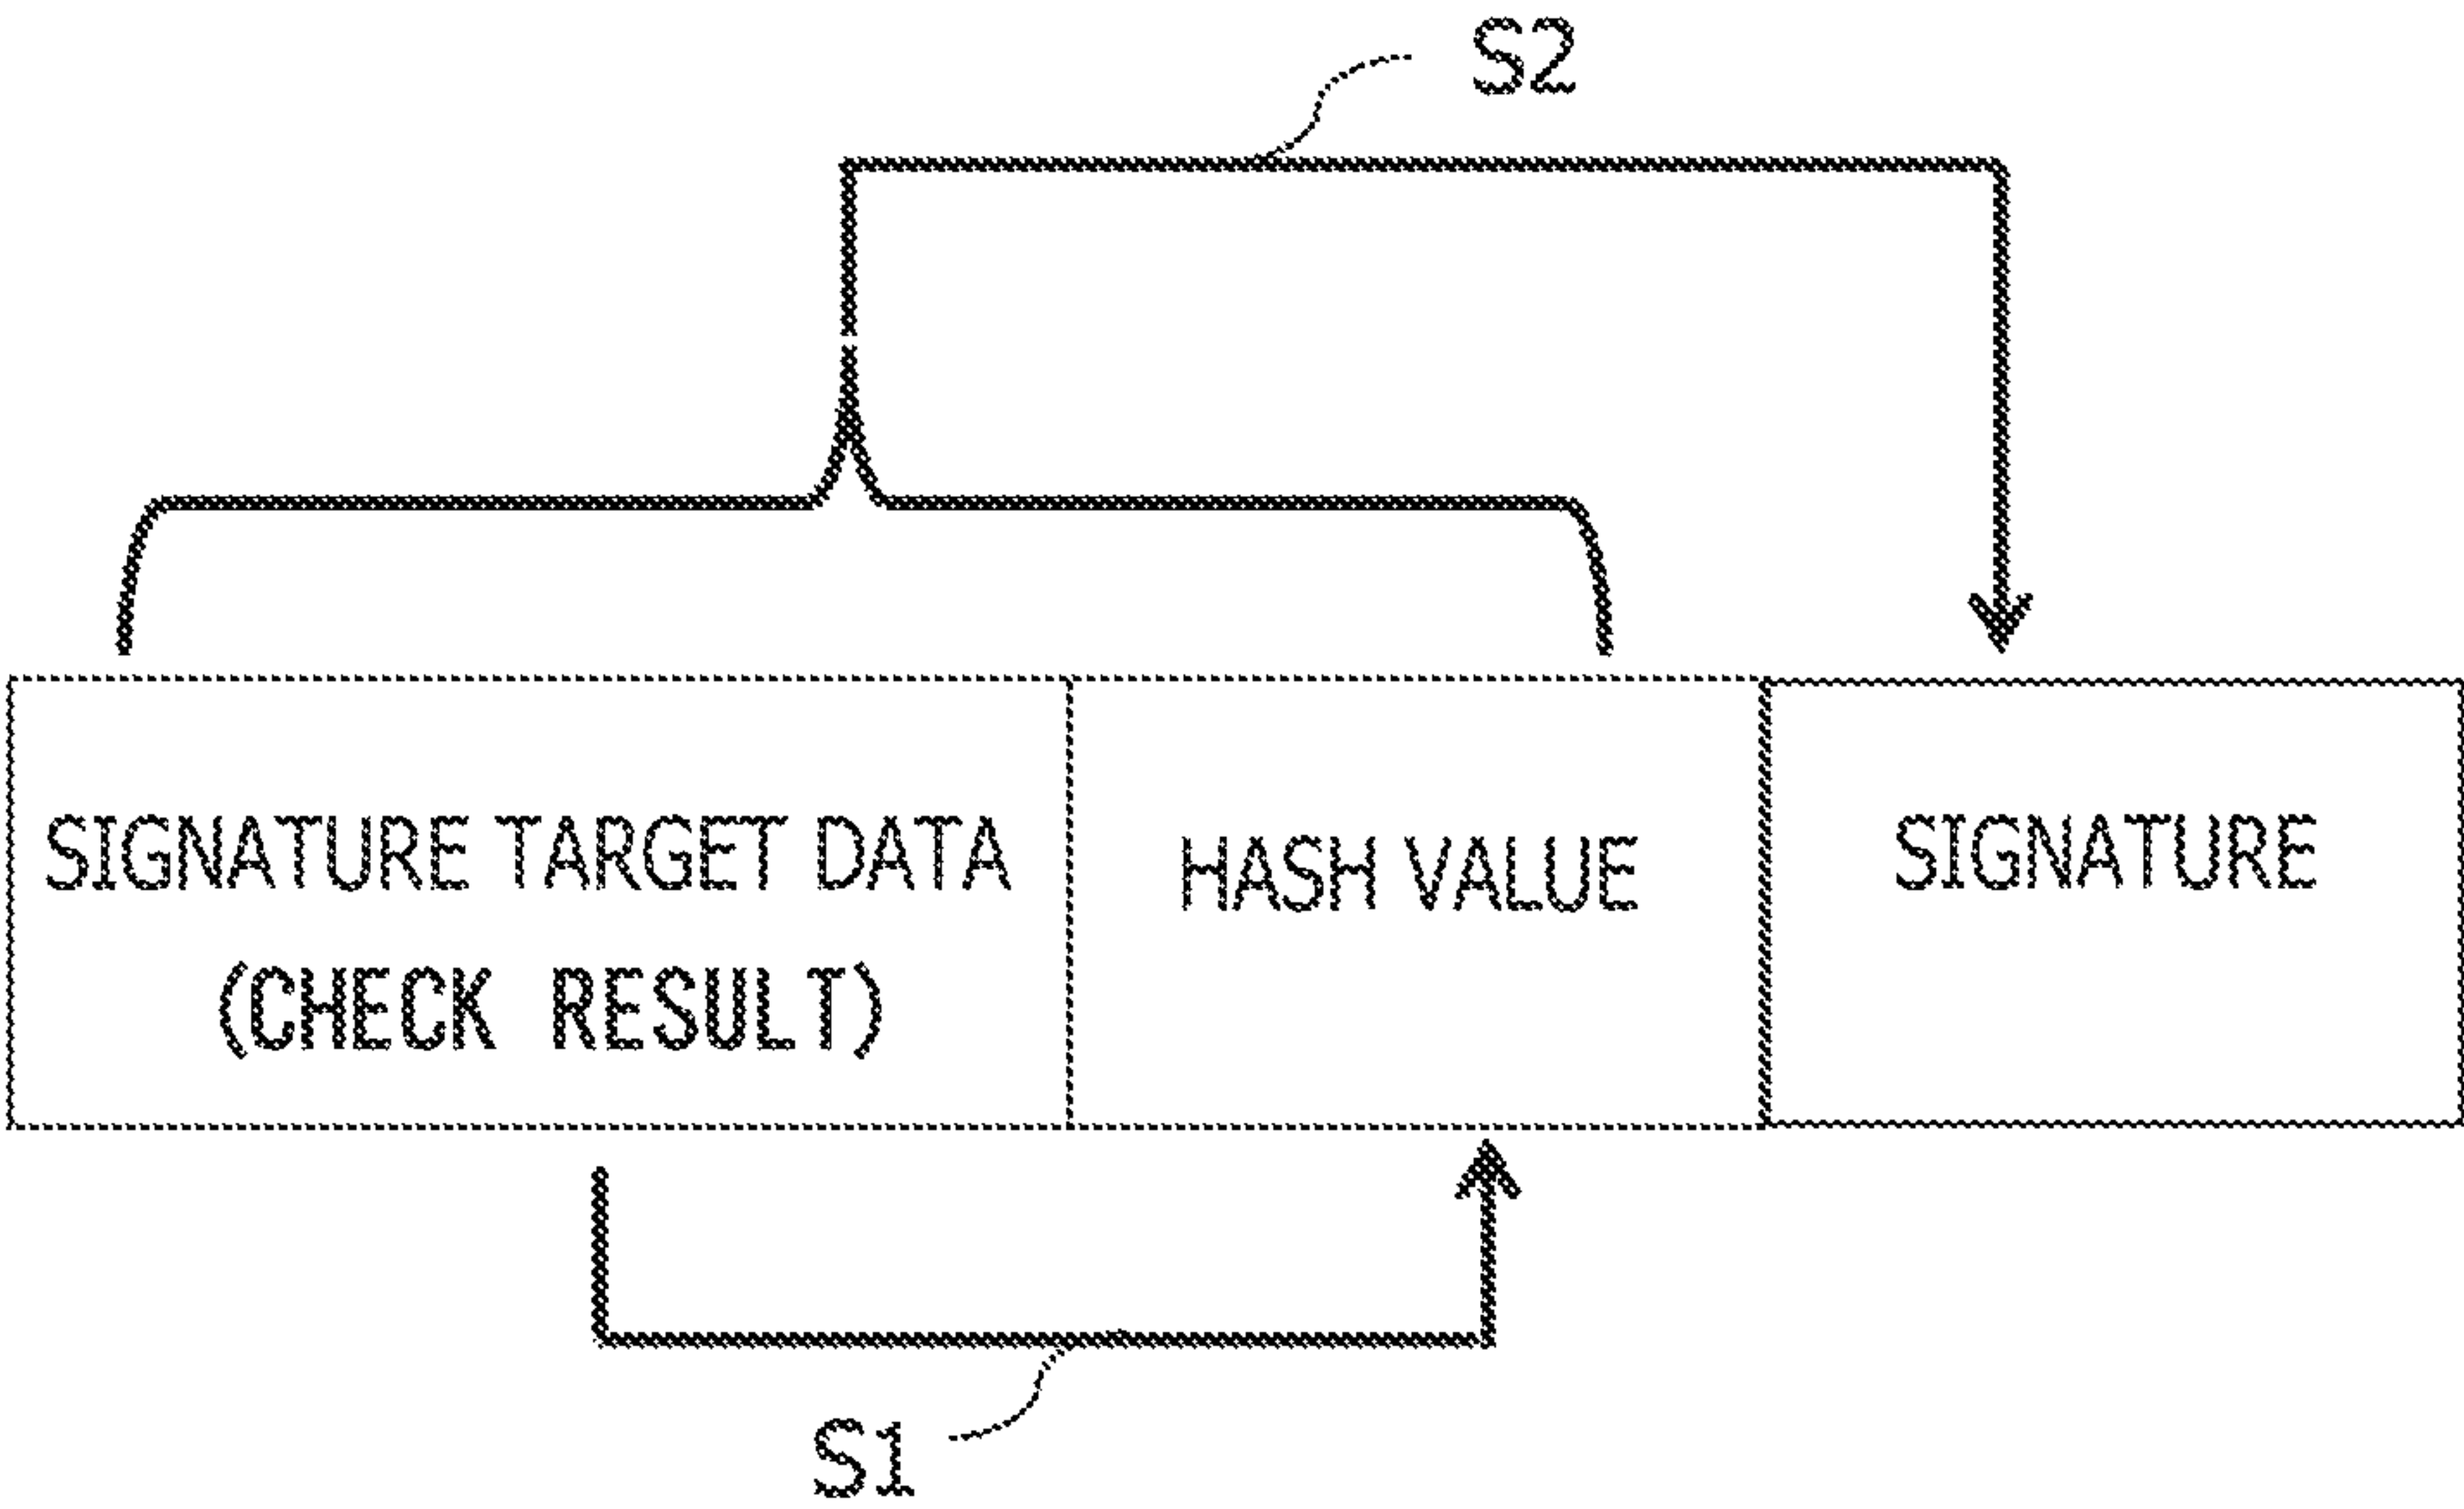 S2
SIGNATURE TARGET DATA
(CHECK RESULT)
HASH VALUE
SIGNATURE
S1